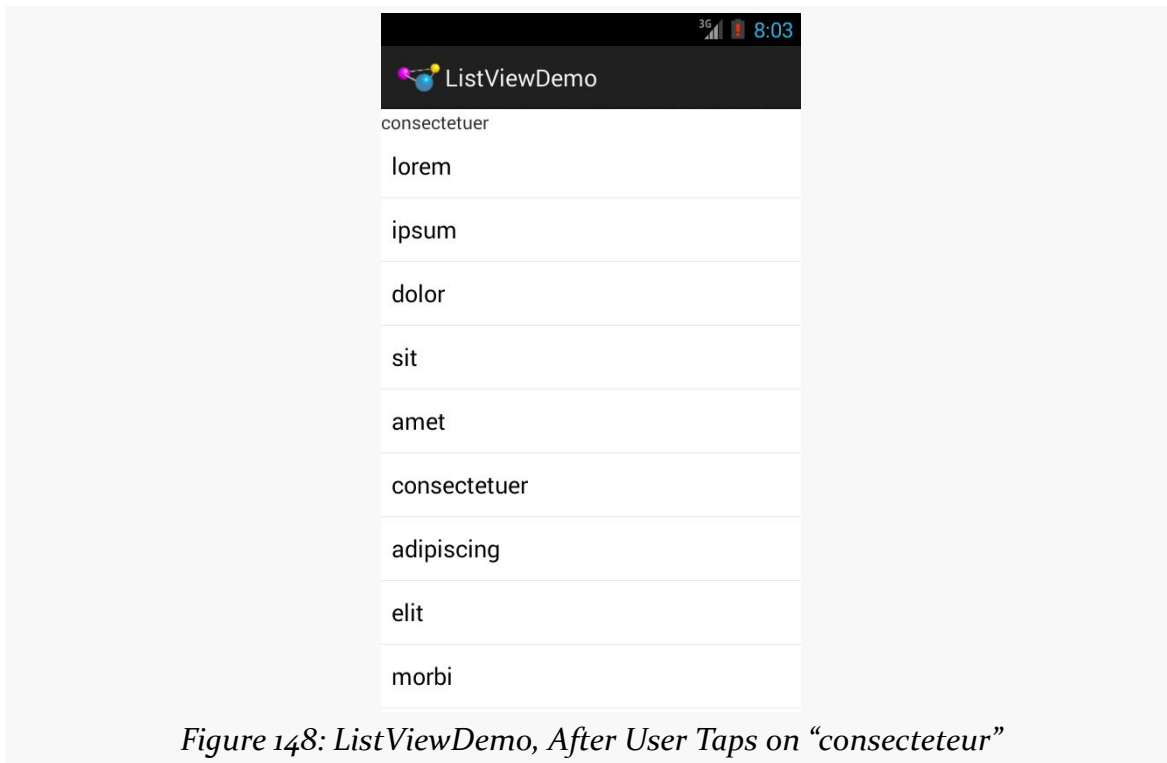 3G 8:03
ListViewDemo
consectetuer
lorem
ipsum
dolor
sit
amet
consectetuer
adipiscing
elit
morbi
Figure 148: ListViewDemo, After User Taps on “consecteteur”